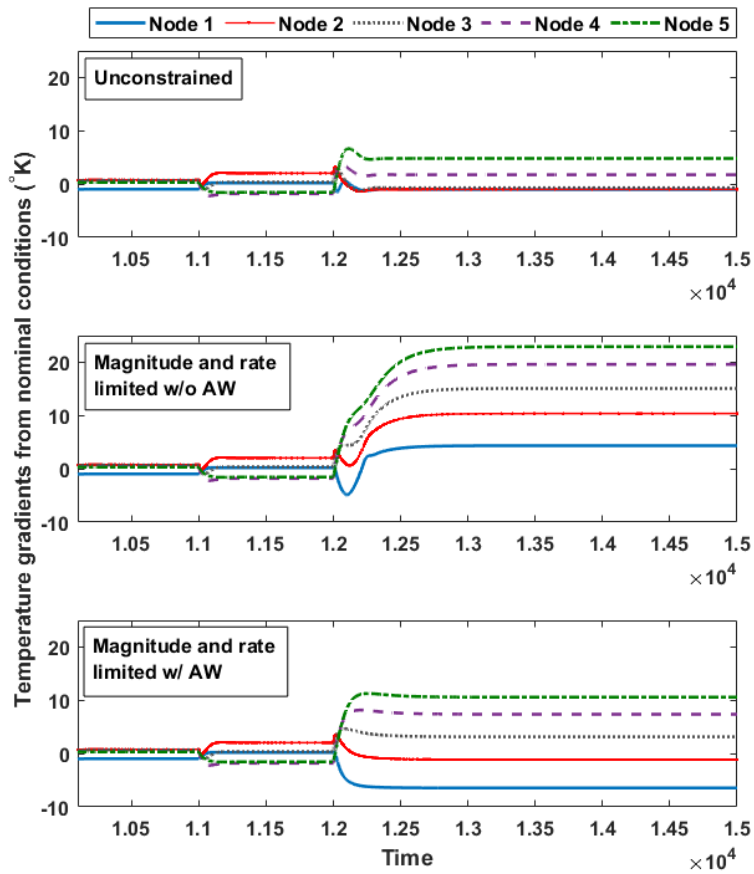 Node 1 Node 2 Node 3 Node 4 Node 5
Temperature gradients from nominal conditions (°K)
Unconstrained
20
10
0
-10
1.05 1.1 1.15 1.2 1.25 1.3 1.35 1.4 1.45 1.5
×10⁴
Magnitude and rate
limited w/o AW
20
10
0
-10
1.05 1.1 1.15 1.2 1.25 1.3 1.35 1.4 1.45 1.5
×10⁴
Magnitude and rate
limited w/ AW
20
10
0
-10
1.05 1.1 1.15 1.2 1.25 1.3 1.35 1.4 1.45 1.5
Time
×10⁴